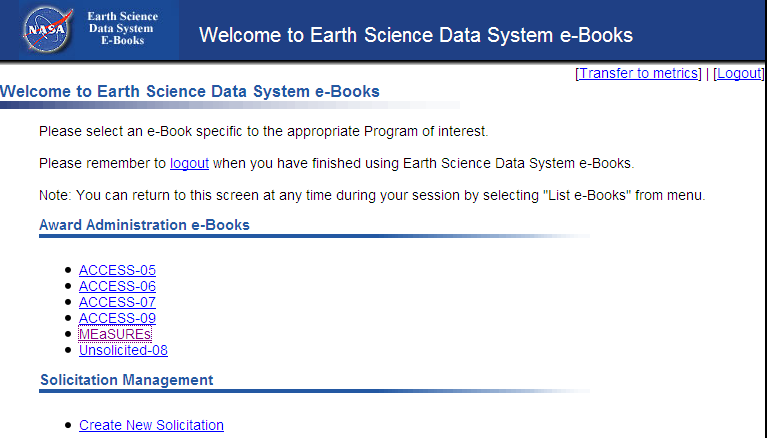 NASA
Earth Science
Data System
E-Books
Welcome to Earth Science Data System e-Books
[Transfer to metrics] | [Logout]
Welcome to Earth Science Data System e-Books
Please select an e-Book specific to the appropriate Program of interest.
Please remember to logout when you have finished using Earth Science Data System e-Books.
Note: You can return to this screen at any time during your session by selecting "List e-Books" from menu.
Award Administration e-Books
ACCESS-05
ACCESS-06
ACCESS-07
ACCESS-09
MEaSUREs
Unsolicited-08
Solicitation Management
Create New Solicitation